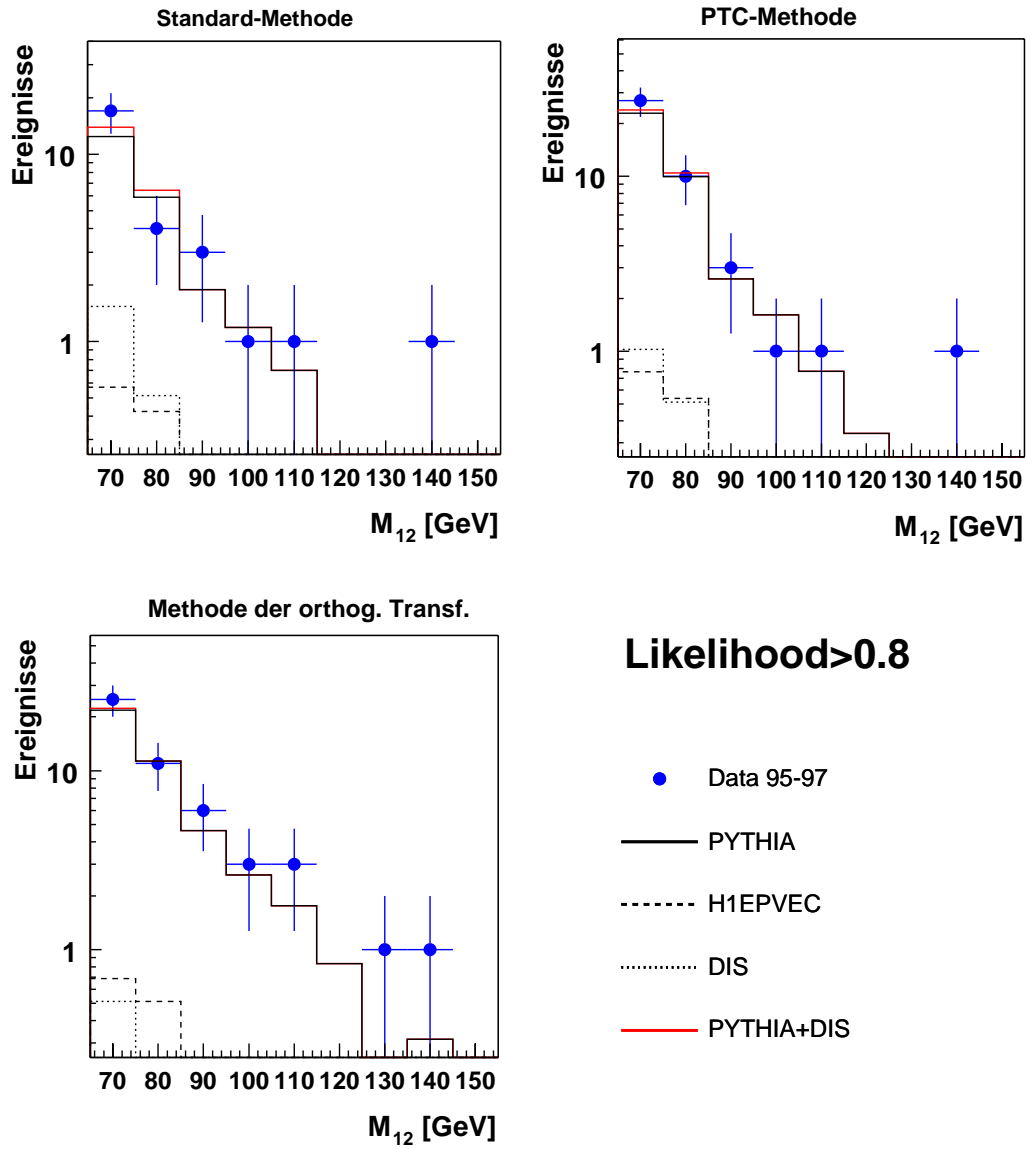 Standard-Methode
Ereignisse
10
1
70 80 90 100 110 120 130 140 150
M12 [GeV]
PTC-Methode
Ereignisse
10
1
70 80 90 100 110 120 130 140 150
M12 [GeV]
Methode der orthog. Transf.
Ereignisse
10
1
70 80 90 100 110 120 130 140 150
M12 [GeV]
Likelihood>0.8
Data 95-97
PYTHIA
H1EPVEC
DIS
PYTHIA+DIS